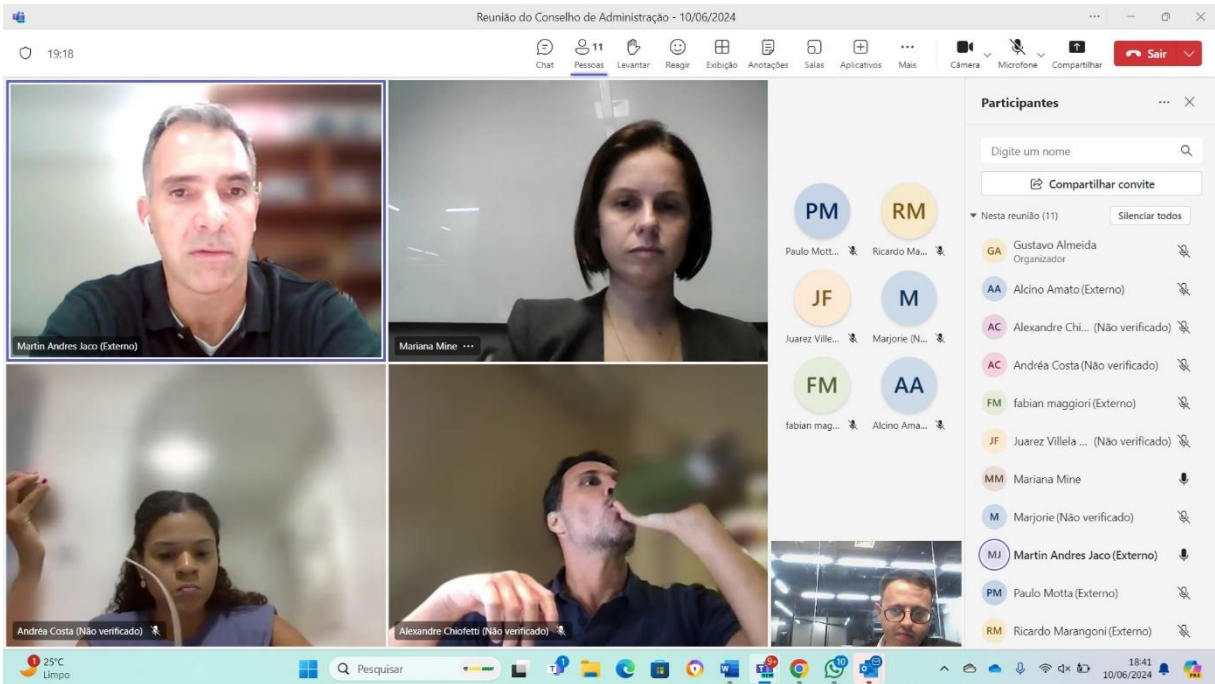 Reunião do Conselho de Administração - 10/06/2024
19:18
Chat
11
Pessoas
Levantar
Reagir
Exibição
Anotações
Salas
Aplicativos
Mais
Câmera
Microfone
Compartilhar
Sair
Martin Andres Jaco (Externo)
Mariana Mine
Andréa Costa (Não verificado)
Alexandre Chiofetti (Não verificado)
PM
Paulo Mott...
RM
Ricardo Ma...
JF
Juarez Ville...
M
Marjorie (N...
FM
fabian mag...
AA
Alcino Ama...
Participantes
Digite um nome
Compartilhar convite
Nesta reunião (11)
Silenciar todos
GA
Gustavo Almeida
Organizador
AA
Alcino Amato (Externo)
AC
Alexandre Chi... (Não verificado)
AC
Andréa Costa (Não verificado)
FM
fabian maggiori (Externo)
JF
Juarez Villela ... (Não verificado)
MM
Mariana Mine
M
Marjorie (Não verificado)
MJ
Martin Andres Jaco (Externo)
PM
Paulo Motta (Externo)
RM
Ricardo Marangoni (Externo)
1
25°C
Limpo
Pesquisar
18:41
10/06/2024